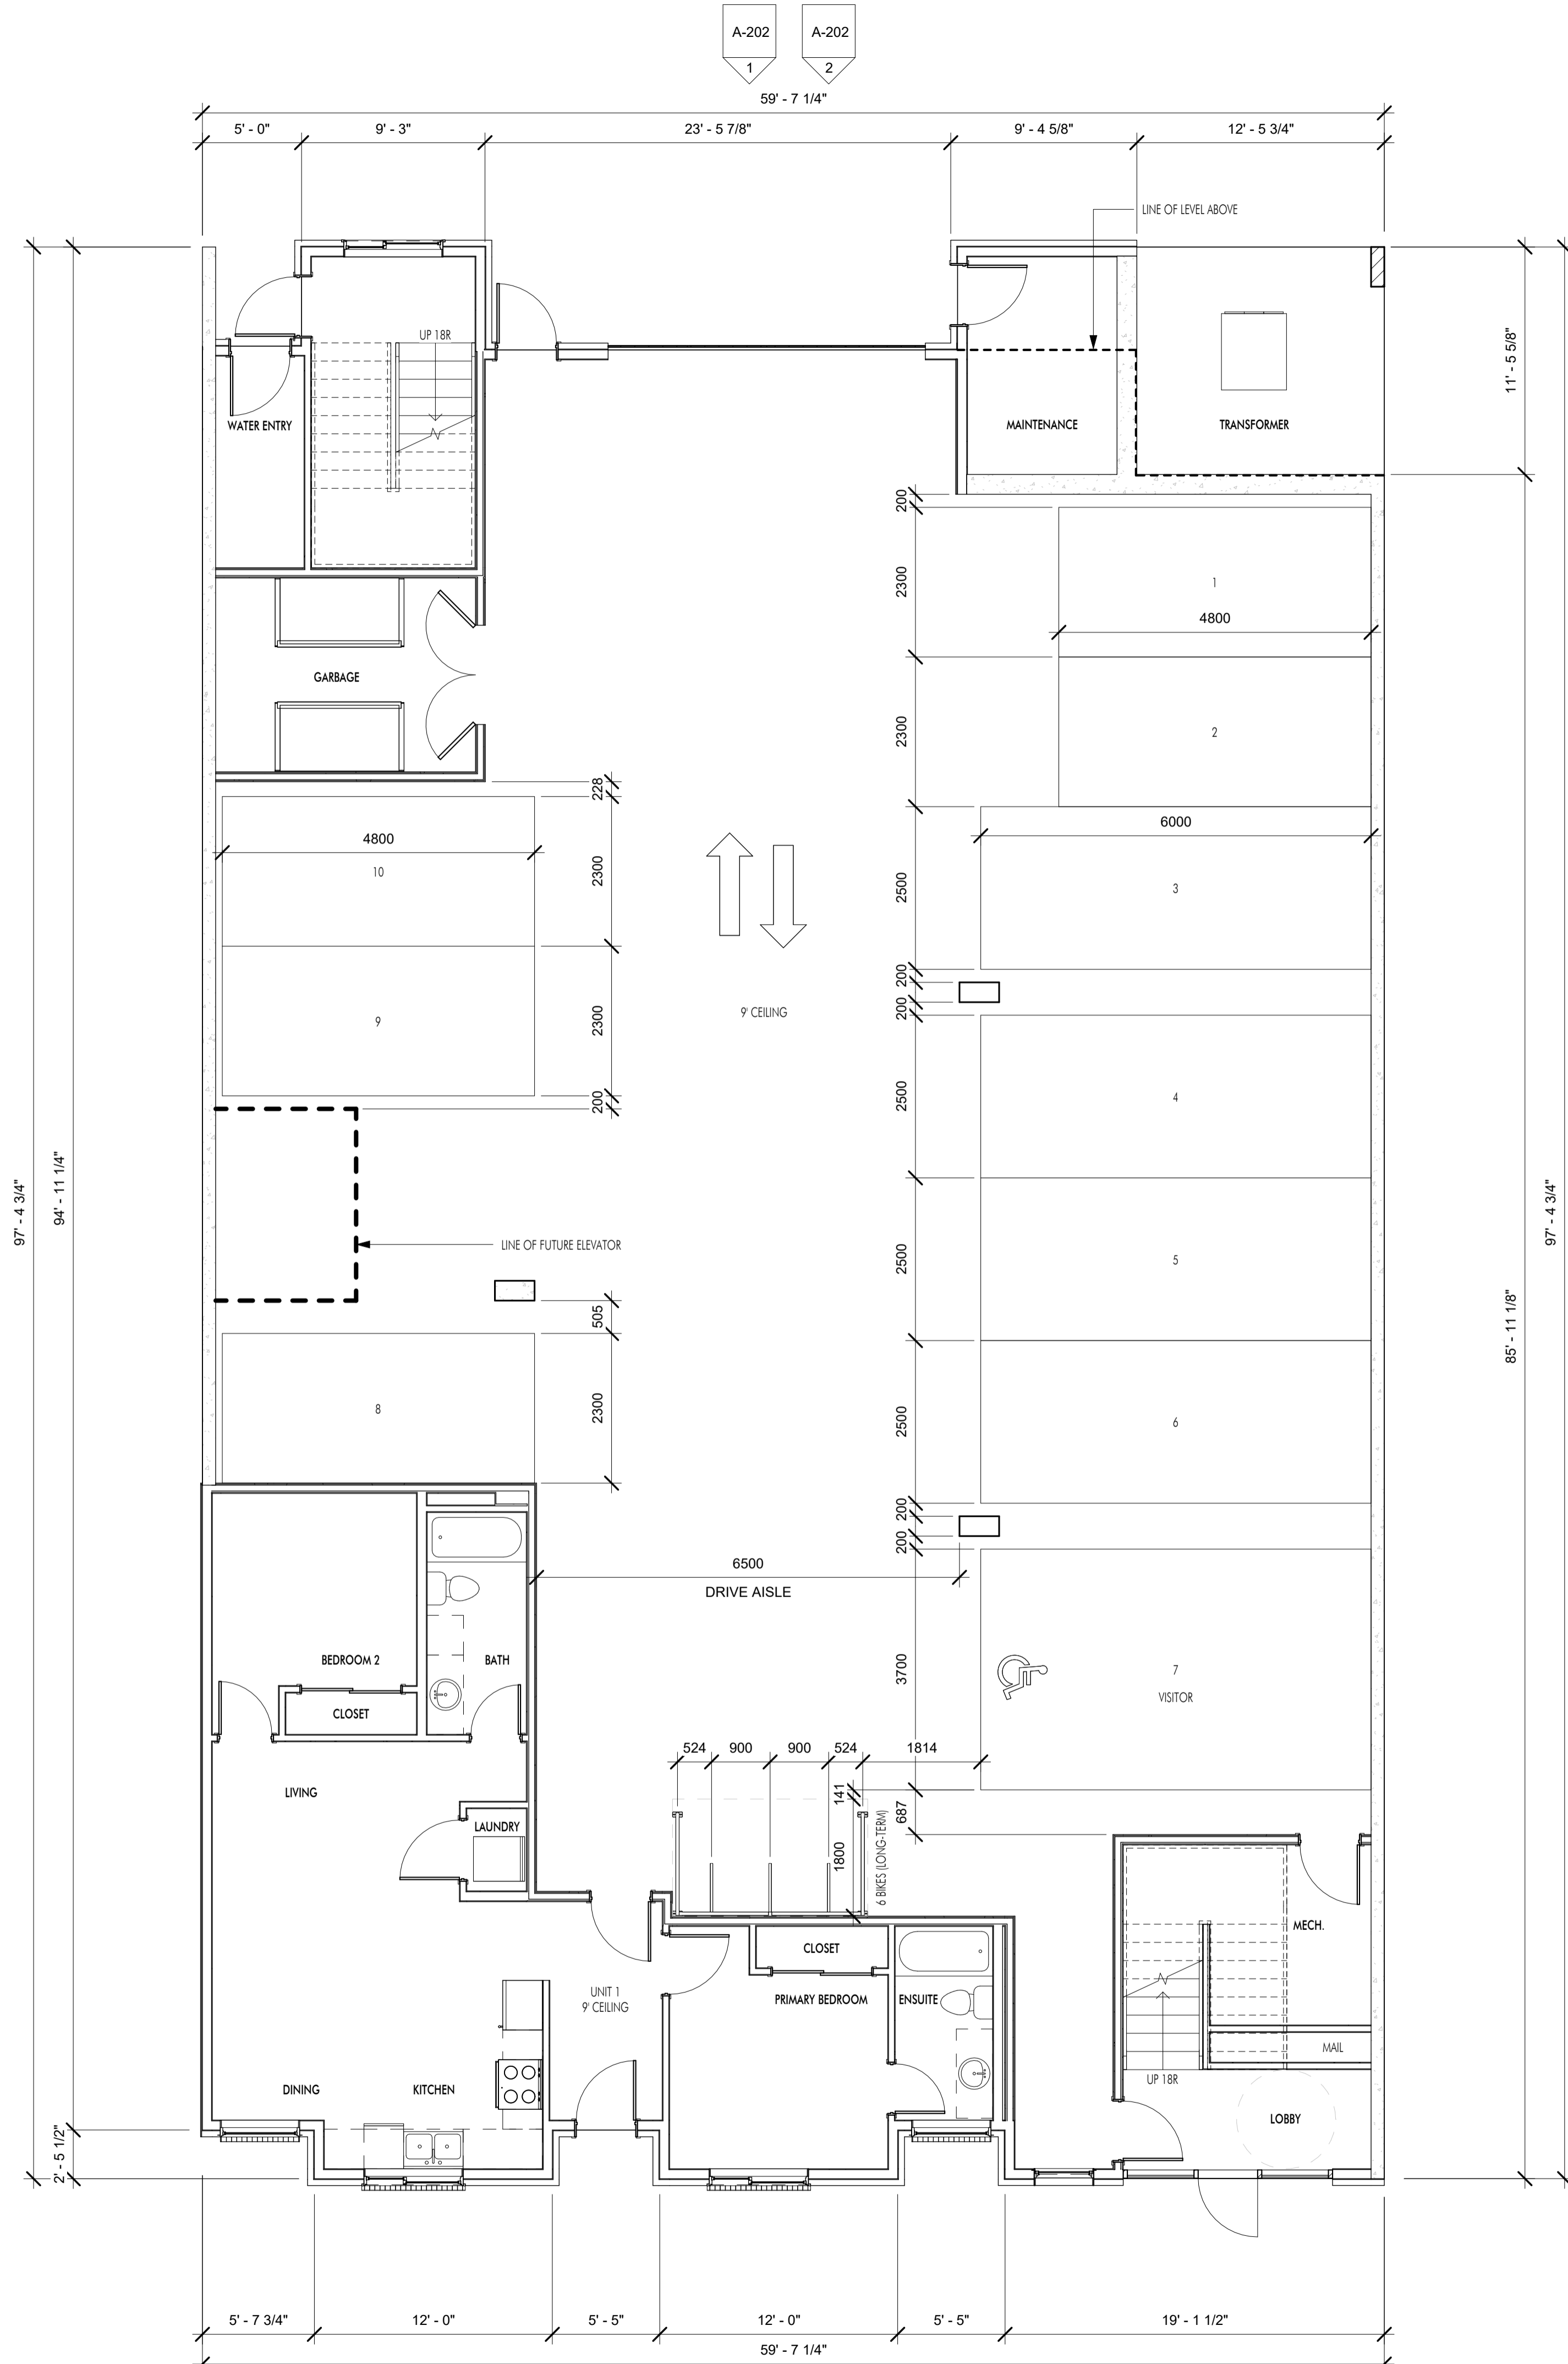 A-202
1
A-202
2
59' - 7 1/4"
5' - 0"
9' - 3"
23' - 5 7/8"
9' - 4 5/8"
12' - 5 3/4"
LINE OF LEVEL ABOVE
UP 18R
WATER ENTRY
MAINTENANCE
TRANSFORMER
11' - 5 5/8"
200
2300
1
4800
GARBAGE
2300
2
228
4800
10
2300
6000
2500
3
200
200
9' CEILING
9
2300
200
2500
4
97' - 4 3/4"
94' - 11 1/4"
97' - 4 3/4"
85' - 11 1/8"
LINE OF FUTURE ELEVATOR
2500
5
505
2300
8
2500
6
200
200
6500
DRIVE AISLE
BEDROOM 2
BATH
CLOSET
3700
7
VISITOR
524
900
900
524
1814
141
1800
687
6 BIKES (LONG-TERM)
LIVING
LAUNDRY
MECH.
CLOSET
UNIT 1
9' CEILING
PRIMARY BEDROOM
ENSUITE
MAIL
UP 18R
DINING
KITCHEN
LOBBY
2' - 5 1/2"
5' - 7 3/4"
12' - 0"
5' - 5"
12' - 0"
5' - 5"
19' - 1 1/2"
59' - 7 1/4"